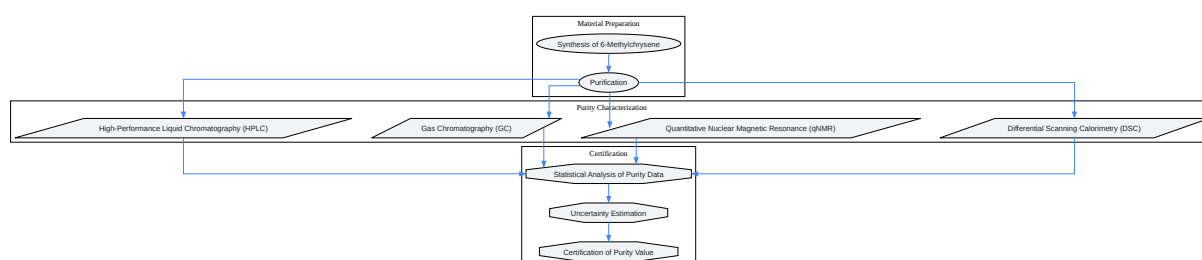 Material Preparation
Synthesis of 6-Methylchrysene
Purification
Purity Characterization
High-Performance Liquid Chromatography (HPLC)
Gas Chromatography (GC)
Quantitative Nuclear Magnetic Resonance (qNMR)
Differential Scanning Calorimetry (DSC)
Certification
Statistical Analysis of Purity Data
Uncertainty Estimation
Certification of Purity Value